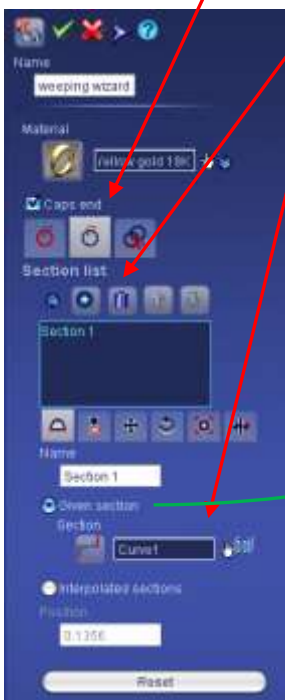 Name
weeping wizard
Material
yellow gold 18K
Caps end
Section list
Section 1
Name
Section 1
Given section
Section
Curve1
Interpolated sections
Position
0.1356
Reset